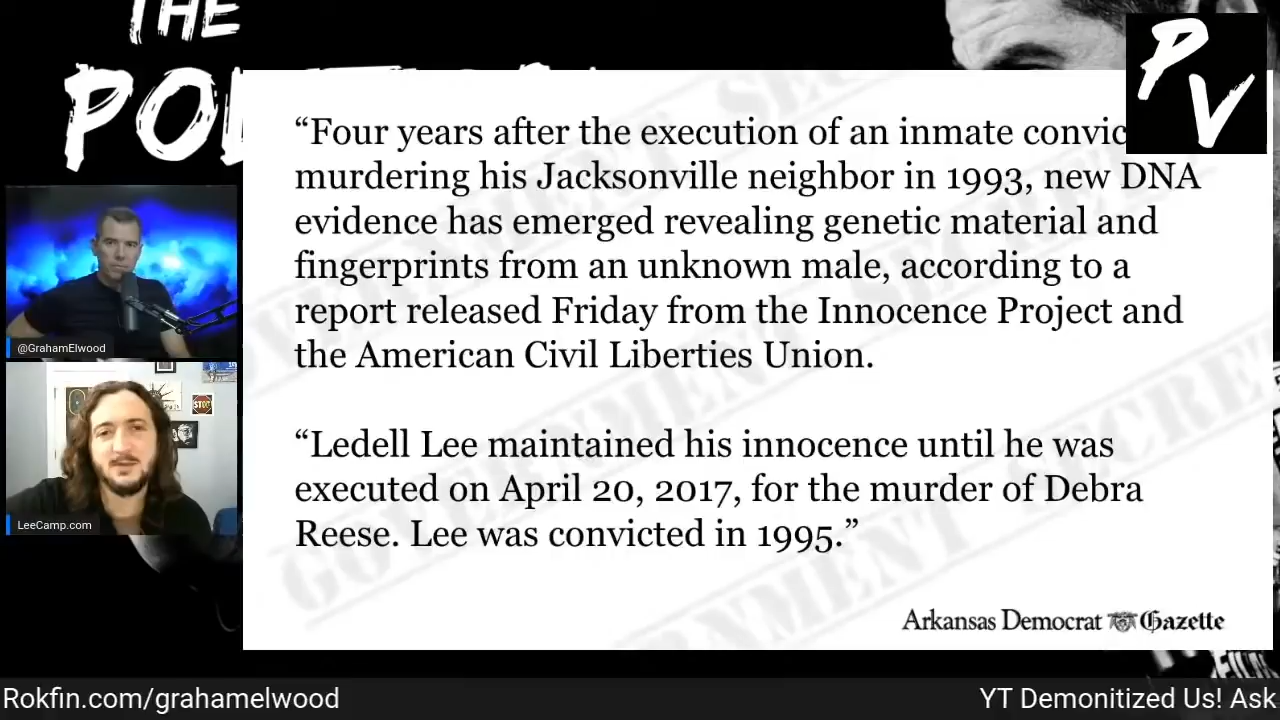 THE
PO
PV
“Four years after the execution of an inmate convic
murdering his Jacksonville neighbor in 1993, new DNA
evidence has emerged revealing genetic material and
fingerprints from an unknown male, according to a
report released Friday from the Innocence Project and
the American Civil Liberties Union.
“Ledell Lee maintained his innocence until he was
executed on April 20, 2017, for the murder of Debra
Reese. Lee was convicted in 1995.”
Arkansas Democrat Gazette
@GrahamElwood
STOP
LeeCamp.com
Rokfin.com/grahamelwood
YT Demonitized Us! Ask